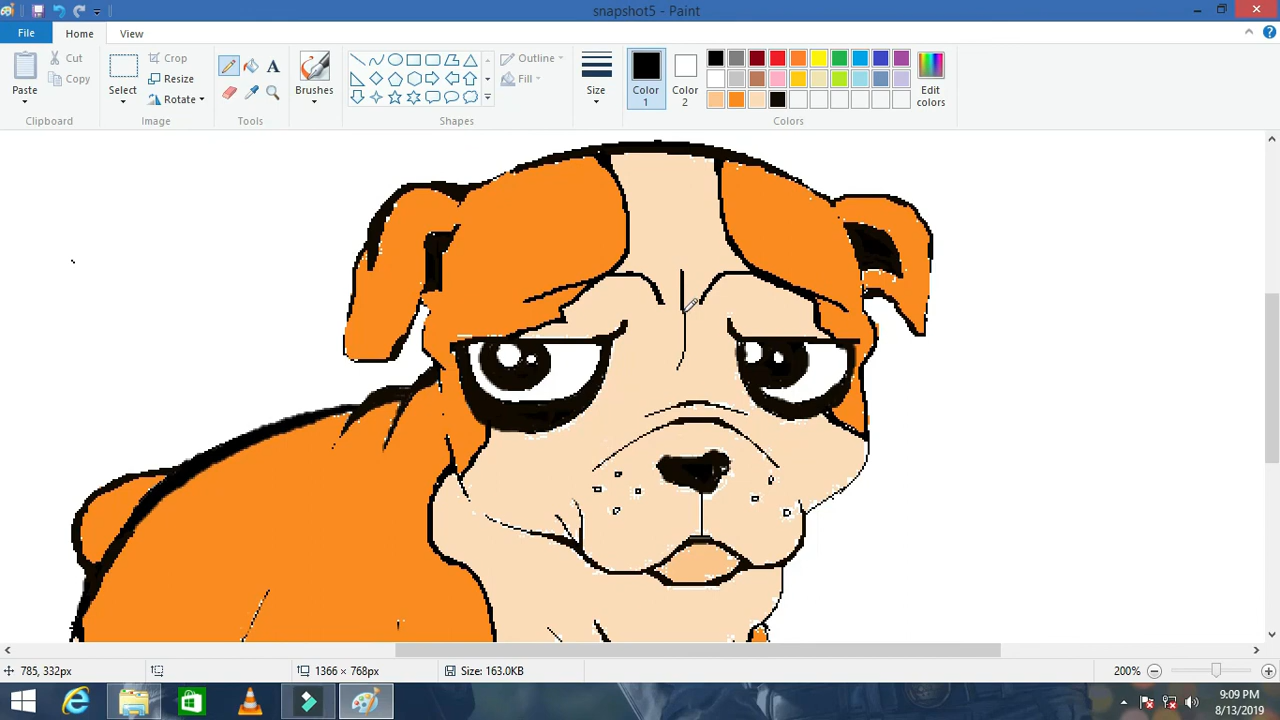 snapshot5 - Paint
File Home View
Paste
Cut
Copy
Clipboard
Select
Crop
Resize
Rotate
Image
Tools
Brushes
Shapes
Outline
Fill
Size
Color 1
Color 2
Edit colors
Colors
785, 332px
1366 × 768px
Size: 163.0KB
200%
9:09 PM
8/13/2019